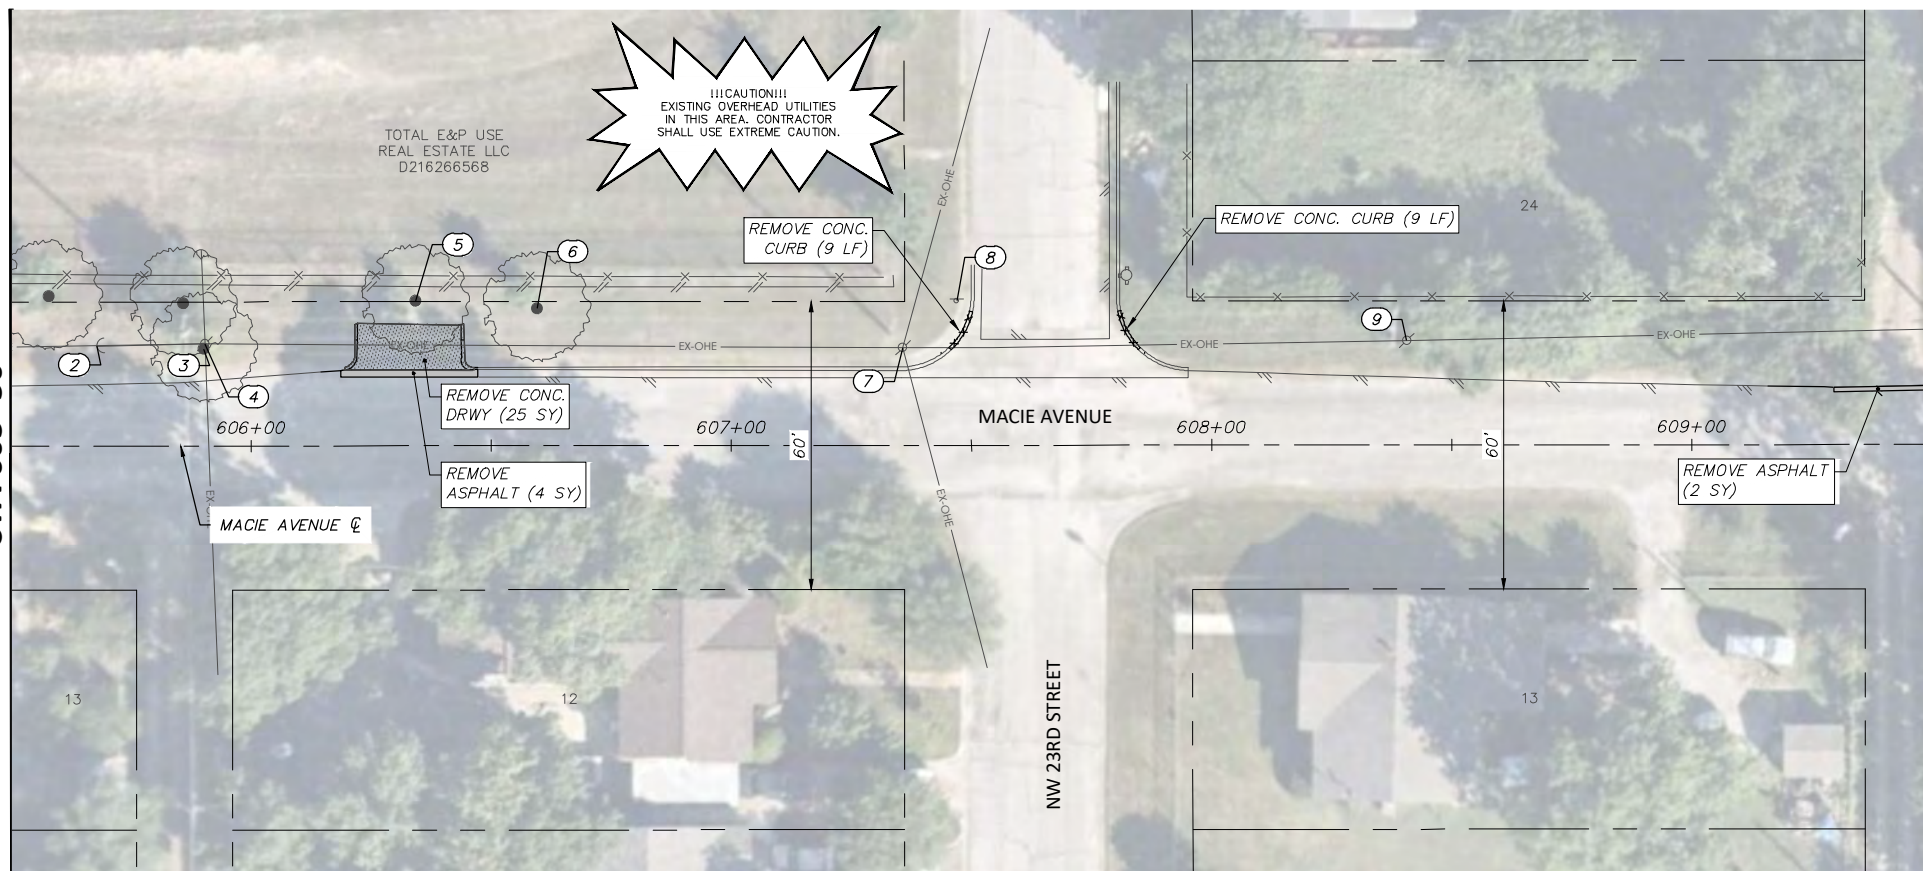 !!!CAUTION!!!
EXISTING OVERHEAD UTILITIES
IN THIS AREA. CONTRACTOR
SHALL USE EXTREME CAUTION.
TOTAL E&P USE
REAL ESTATE LLC
D216266568
EX-OHE
REMOVE CONC.
CURB (9 LF)
REMOVE CONC. CURB (9 LF)
24
5
6
8
9
2
3
4
7
EX-OHE
EX-OHE
EX-OHE
EX-OHE
REMOVE CONC.
DRWY (25 SY)
MACIE AVENUE
606+00
607+00
608+00
609+00
60'
60'
REMOVE
ASPHALT (4 SY)
REMOVE ASPHALT
(2 SY)
EX-OHE
MACIE AVENUE ℄
13
12
NW 23RD STREET
13